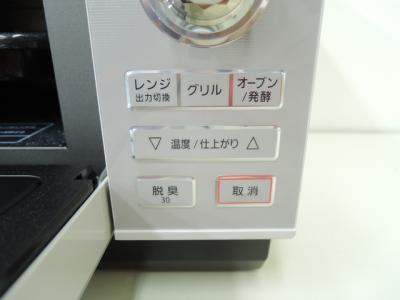 レンジ
出力切換
グリル
オーブン
/発酵
▽ 温度/仕上がり △
脱臭
30
取消